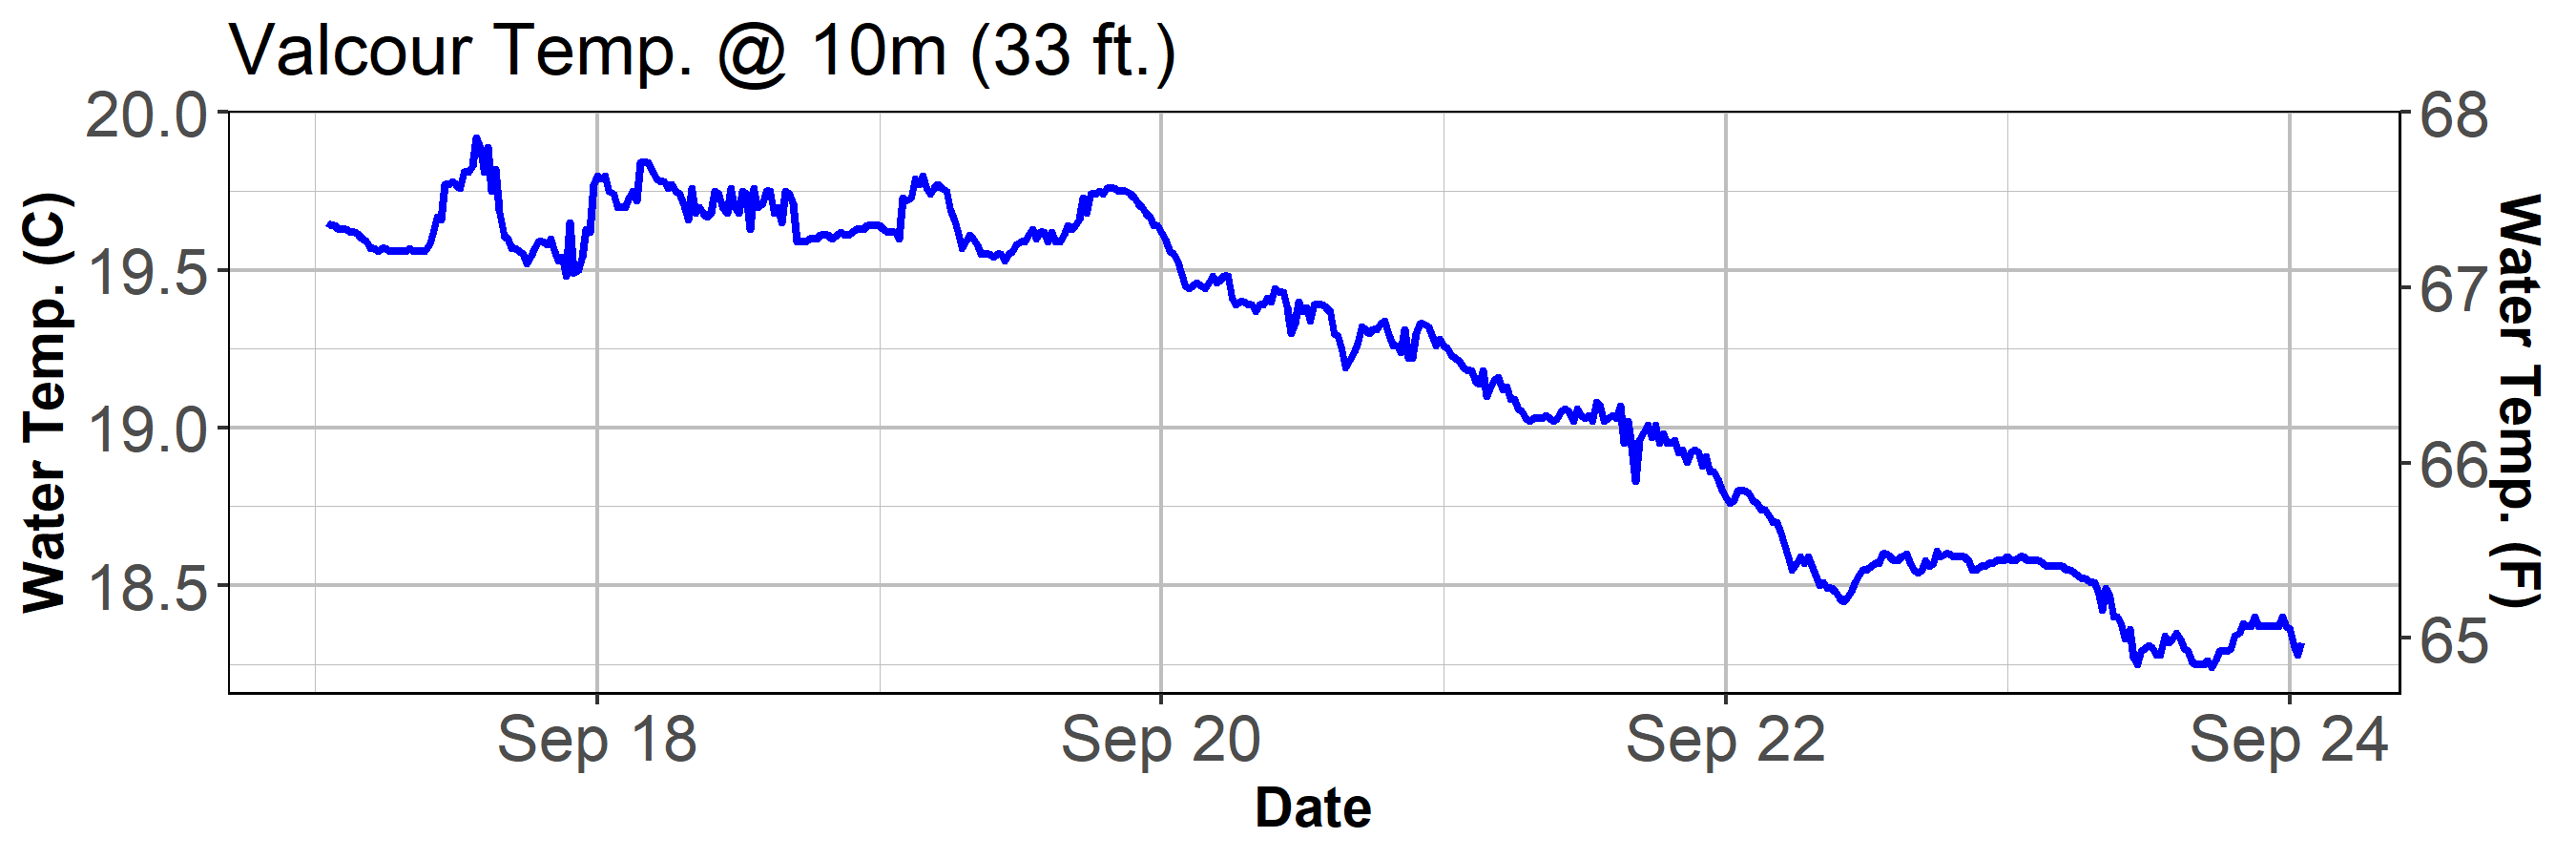 Valcour Temp. @ 10m (33 ft.)
20.0
19.5
19.0
18.5
Water Temp. (C)
68
67
66
65
Water Temp. (F)
Sep 18
Sep 20
Sep 22
Sep 24
Date